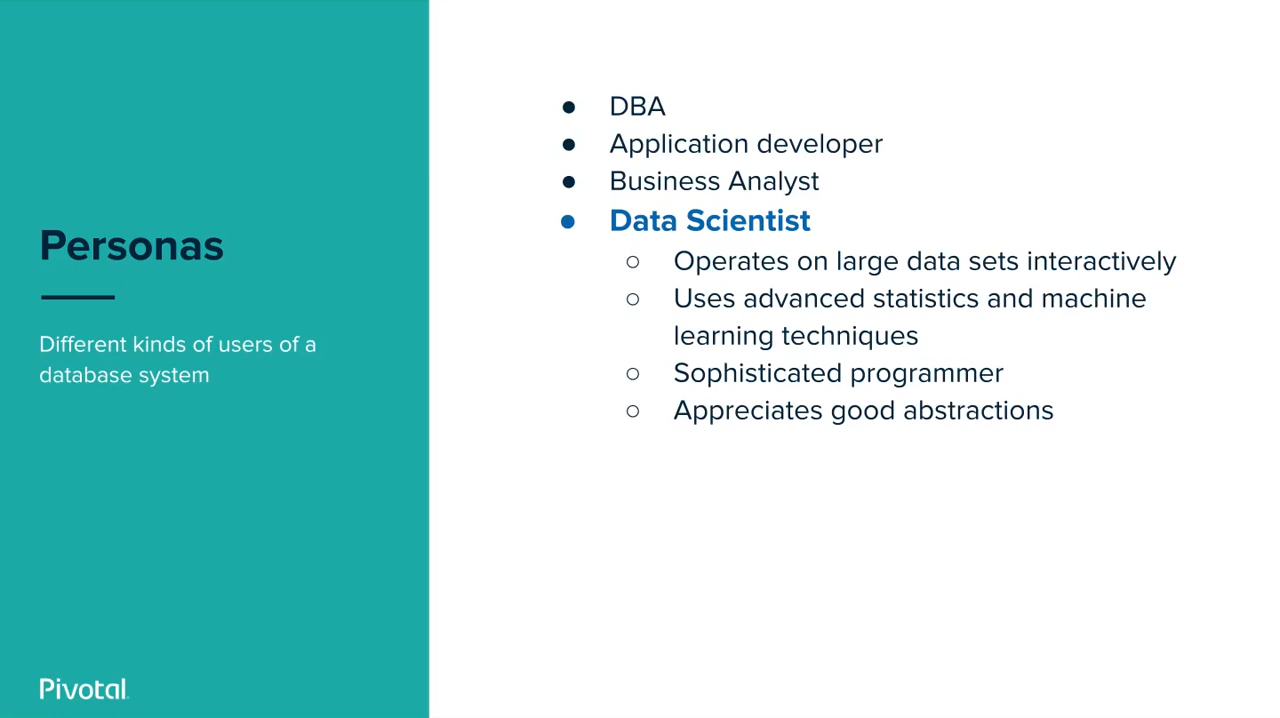 Personas
Different kinds of users of a
database system
Pivotal
● DBA
● Application developer
● Business Analyst
● Data Scientist
○ Operates on large data sets interactively
○ Uses advanced statistics and machine
learning techniques
○ Sophisticated programmer
○ Appreciates good abstractions